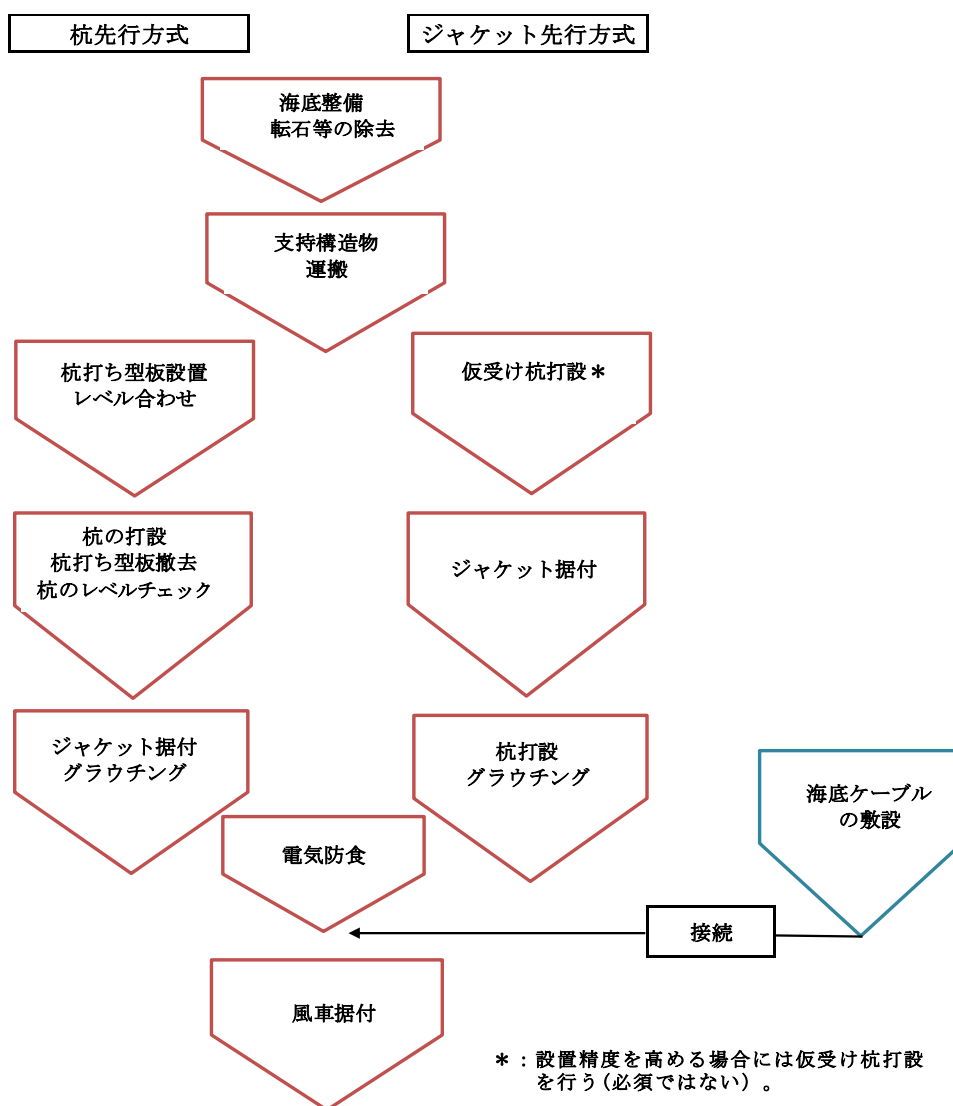 杭先行方式
ジャケット先行方式
海底整備
転石等の除去
支持構造物
運搬
杭打ち型板設置
レベル合わせ
仮受け杭打設＊
杭の打設
杭打ち型板撤去
杭のレベルチェック
ジャケット据付
ジャケット据付
グラウチング
杭打設
グラウチング
海底ケーブル
の敷設
電気防食
接続
風車据付
＊：設置精度を高める場合には仮受け杭打設
を行う(必須ではない）。